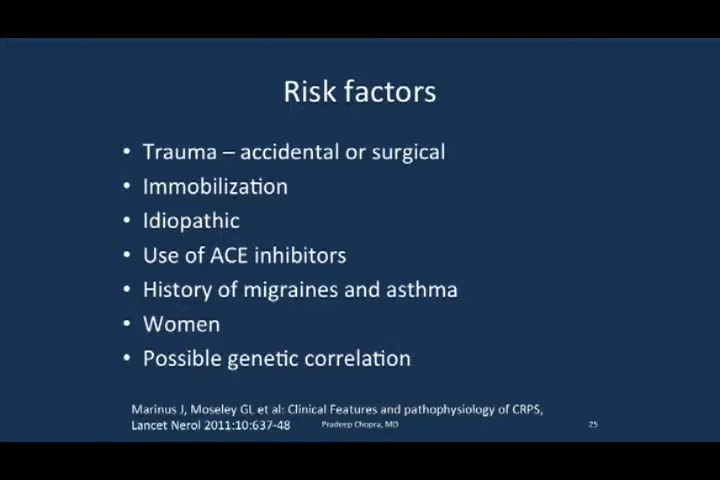 Risk factors
• Trauma – accidental or surgical
• Immobilization
• Idiopathic
• Use of ACE inhibitors
• History of migraines and asthma
• Women
• Possible genetic correlation
Marinus J, Moseley GL et al: Clinical Features and pathophysiology of CRPS,
Lancet Nerol 2011:10:637-48
Pradeep Chopra, MD
25